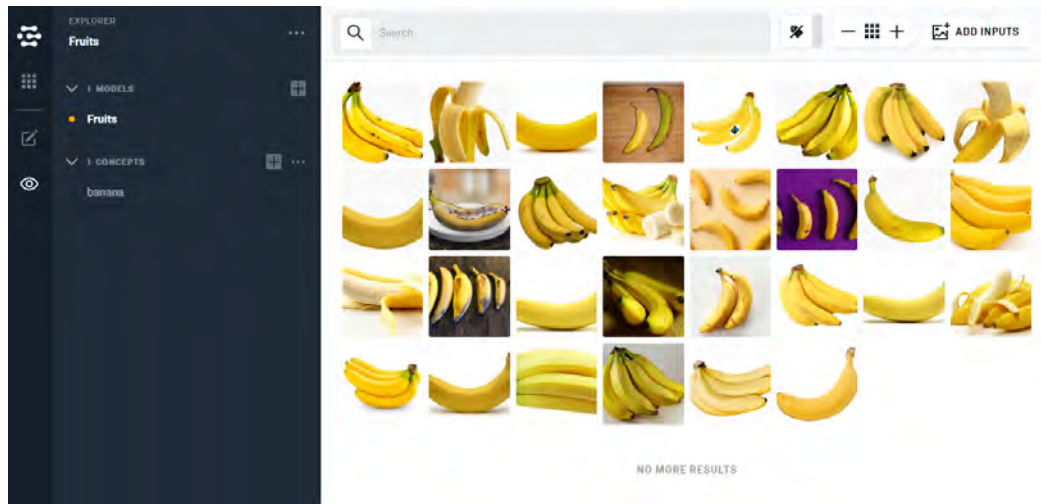 EXPLORER
Fruits
1 MODELS
Fruits
1 CONCEPTS
banana
Search
ADD INPUTS
NO MORE RESULTS